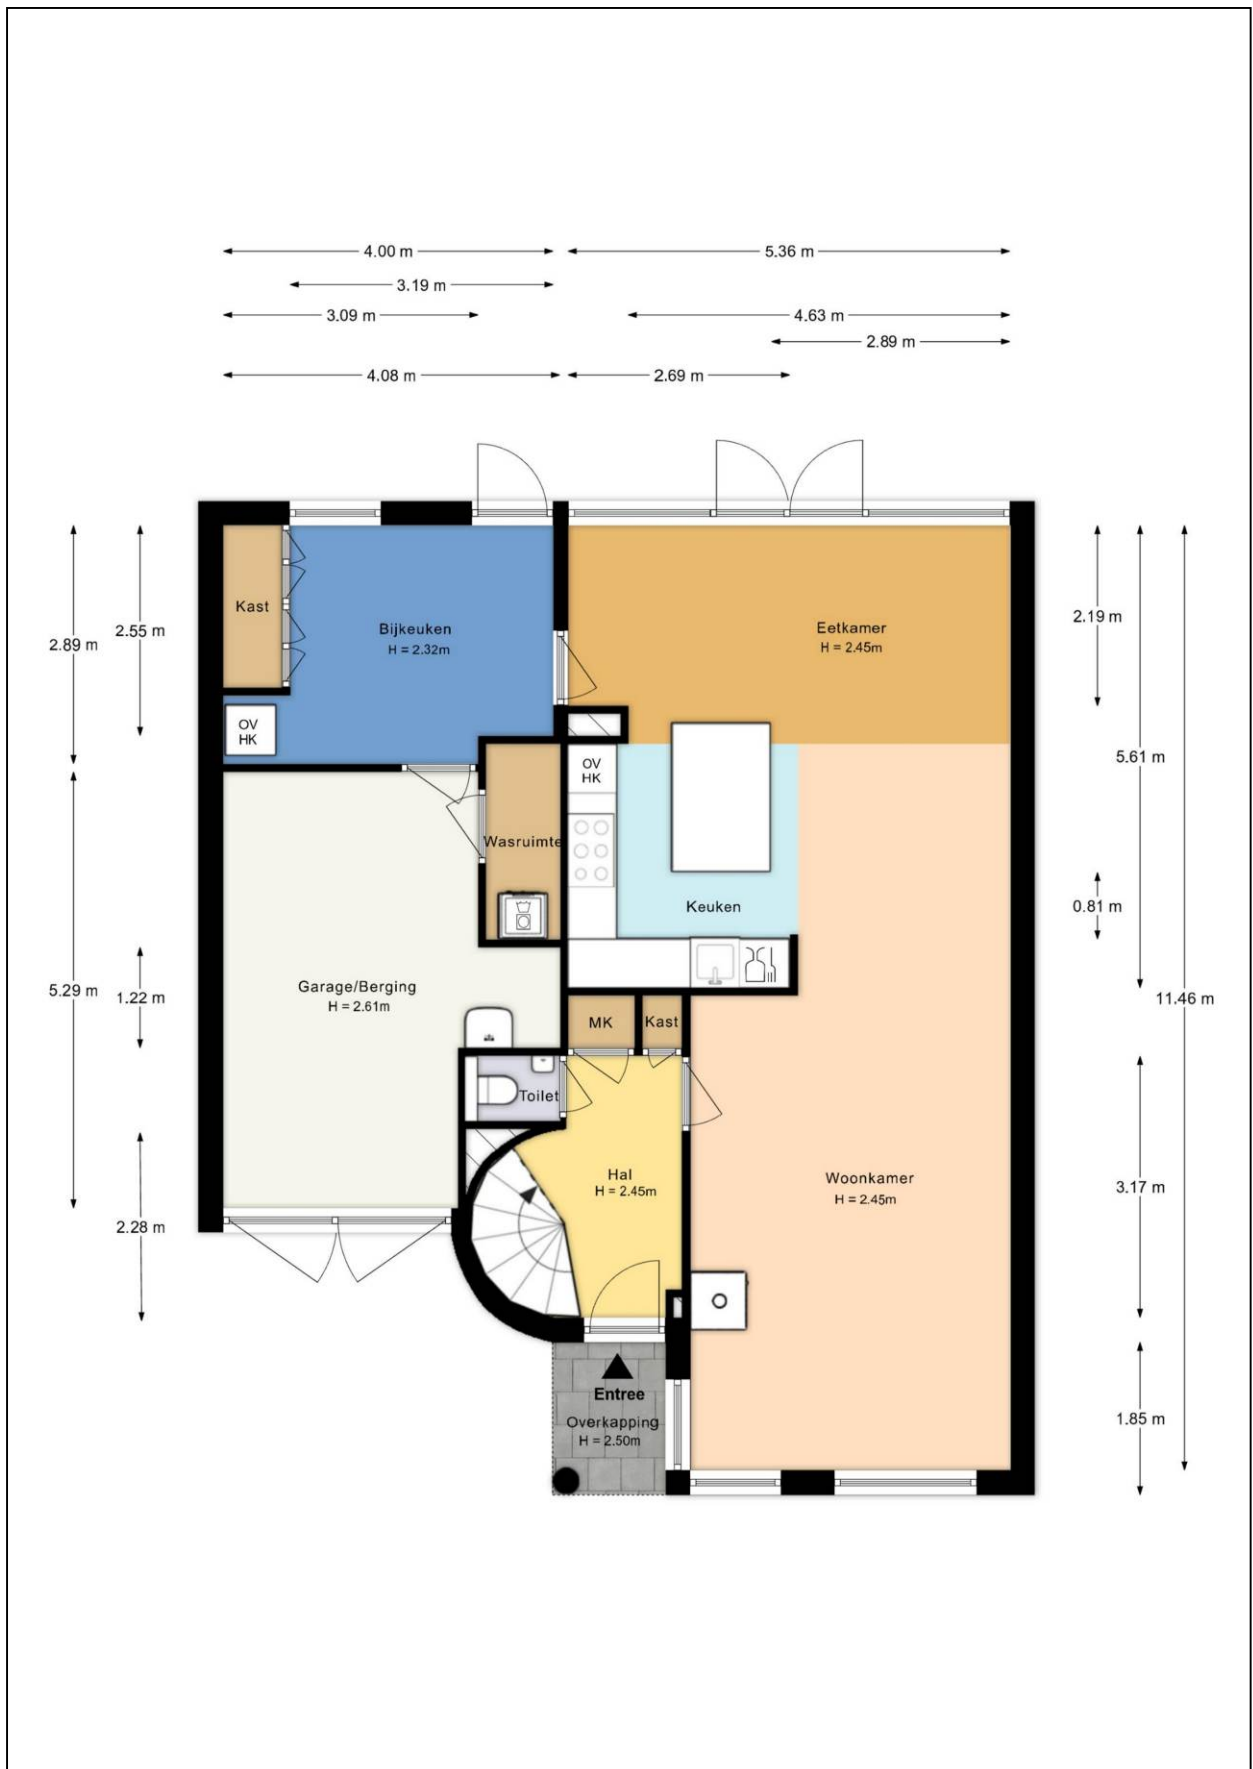 4.00 m
5.36 m
3.19 m
3.09 m
4.63 m
2.89 m
4.08 m
2.69 m
Kast
Bijkeuken
H = 2.32m
Eetkamer
H = 2.45m
2.89 m
2.55 m
2.19 m
OV
HK
OV
HK
5.61 m
Wasruimte
Keuken
0.81 m
Garage/Berging
H = 2.61m
5.29 m
1.22 m
11.46 m
MK
Kast
Toilet
Hal
H = 2.45m
Woonkamer
H = 2.45m
3.17 m
2.28 m
Entree
Overkapping
H = 2.50m
1.85 m